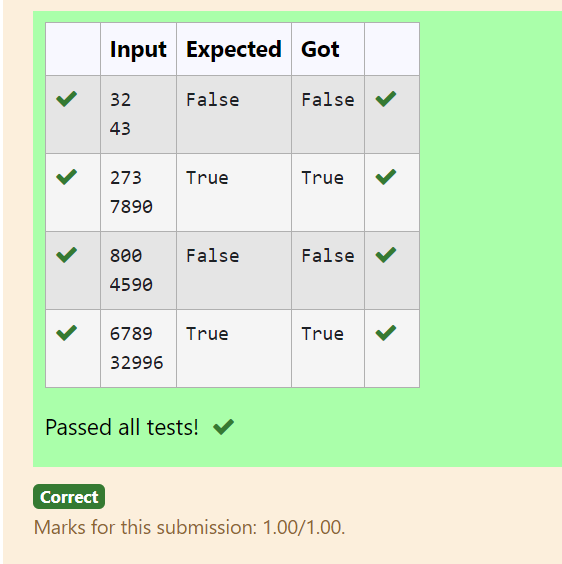 Input Expected Got
32 False False
43
273 True True
7890
800 False False
4590
6789 True True
32996
Passed all tests!
Correct
Marks for this submission: 1.00/1.00.